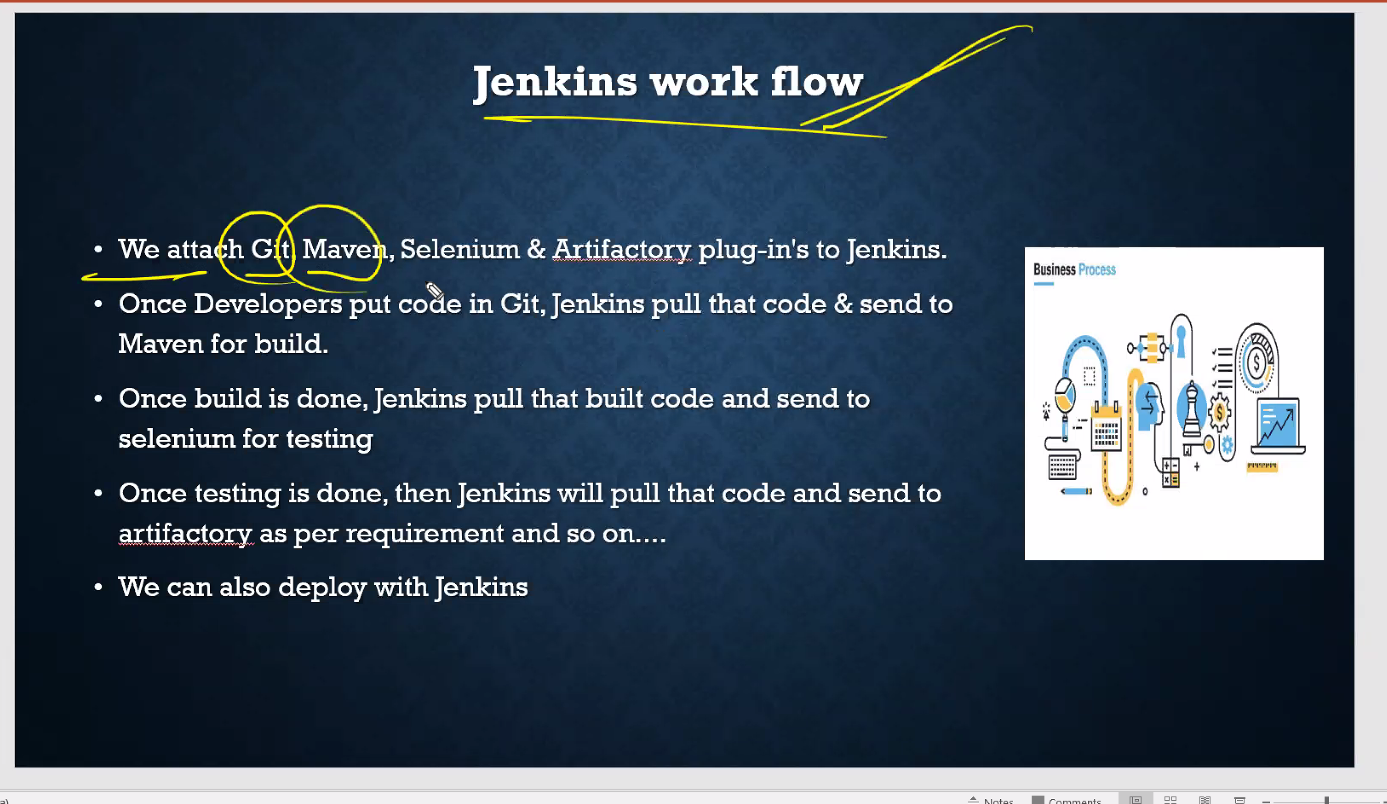 Jenkins work flow
• We attach Git, Maven, Selenium & Artifactory plug-in's to Jenkins.
• Once Developers put code in Git, Jenkins pull that code & send to
Maven for build.
• Once build is done, Jenkins pull that built code and send to
selenium for testing
• Once testing is done, then Jenkins will pull that code and send to
artifactory as per requirement and so on....
• We can also deploy with Jenkins
Business Process
Notes
Comments